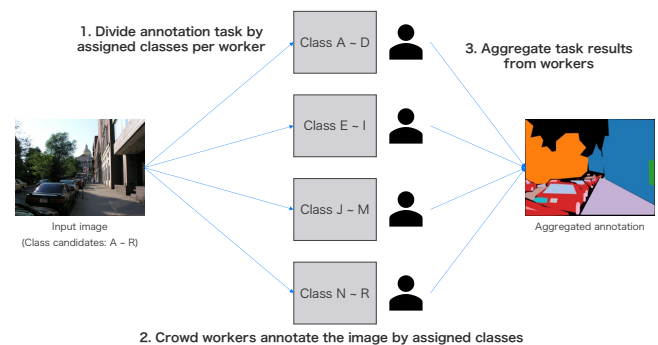 1. Divide annotation task by
assigned classes per worker
Class A ~ D
3. Aggregate task results
from workers
Class E ~ I
Class J ~ M
Input image
(Class candidates: A ~ R)
Aggregated annotation
Class N ~ R
2. Crowd workers annotate the image by assigned classes